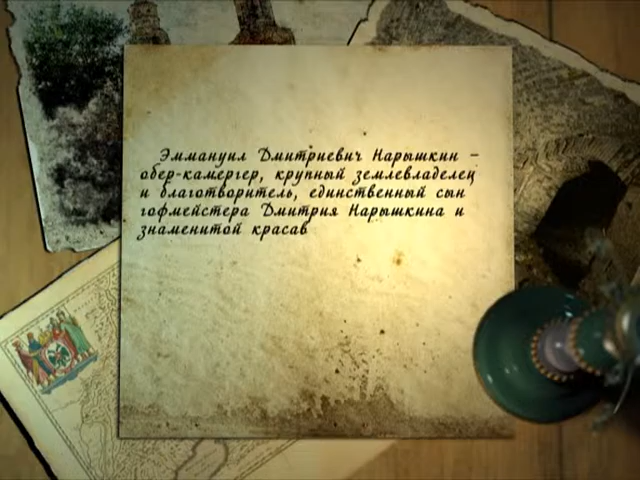 Эммануил Дмитриевич Нарышкин -
обер-камергер, крупный землевладелец
и благотворитель, единственный сын
гофмейстера Дмитрия Нарышкина и
знаменитой красав